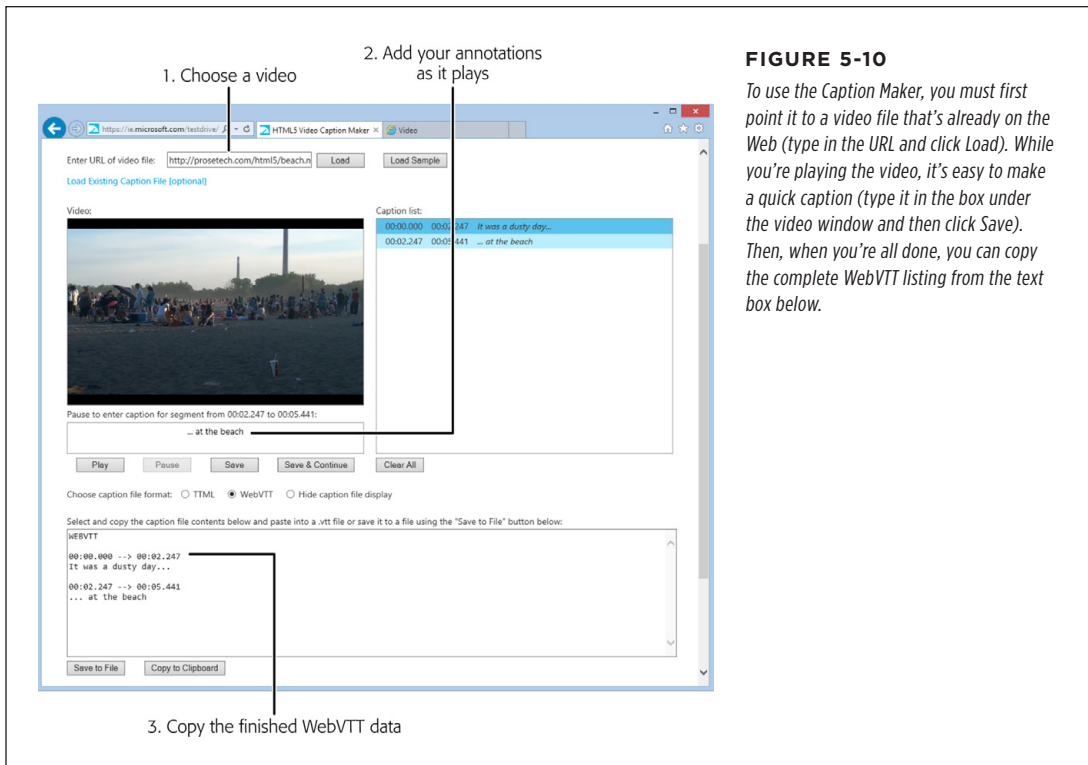 1. Choose a video
2. Add your annotations
as it plays
https://ie.microsoft.com/testdrive/
HTML5 Video Caption Maker
Video
Enter URL of video file:
http://prosetech.com/html5/beach.n
Load
Load Sample
Load Existing Caption File [optional]
Video:
Caption list:
00:00.000 00:02.247 It was a dusty day...
00:02.247 00:05.441 ... at the beach
Pause to enter caption for segment from 00:02.247 to 00:05.441:
... at the beach
Play
Pause
Save
Save & Continue
Clear All
Choose caption file format:
TTML
WebVTT
Hide caption file display
Select and copy the caption file contents below and paste into a .vtt file or save it to a file using the "Save to File" button below:
WEBVTT
00:00.000 --> 00:02.247
It was a dusty day...
00:02.247 --> 00:05.441
... at the beach
Save to File
Copy to Clipboard
3. Copy the finished WebVTT data
FIGURE 5-10
To use the Caption Maker, you must first
point it to a video file that's already on the
Web (type in the URL and click Load). While
you're playing the video, it's easy to make
a quick caption (type it in the box under
the video window and then click Save).
Then, when you're all done, you can copy
the complete WebVTT listing from the text
box below.